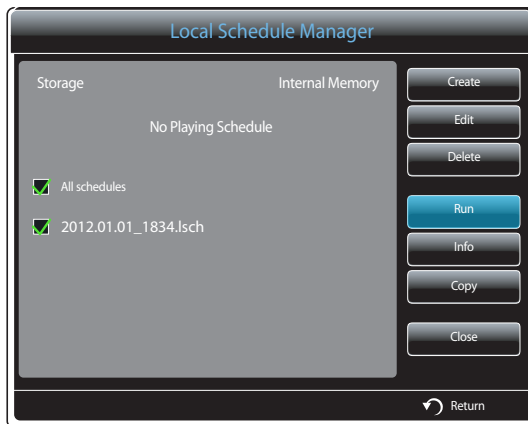 Local Schedule Manager
Storage Internal Memory
No Playing Schedule
All schedules
2012.01.01_1834.lsch
Create
Edit
Delete
Run
Info
Copy
Close
Return